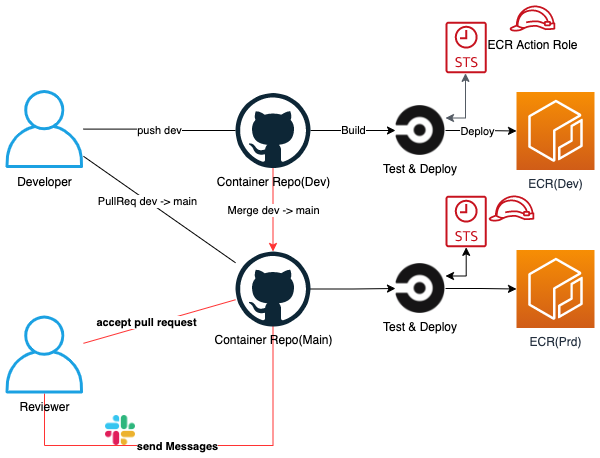 STS
ECR Action Role
push dev
Build
Deploy
Developer
Container Repo(Dev)
Test & Deploy
ECR(Dev)
PullReq dev -> main
Merge dev -> main
STS
accept pull request
Container Repo(Main)
Test & Deploy
ECR(Prd)
Reviewer
send Messages